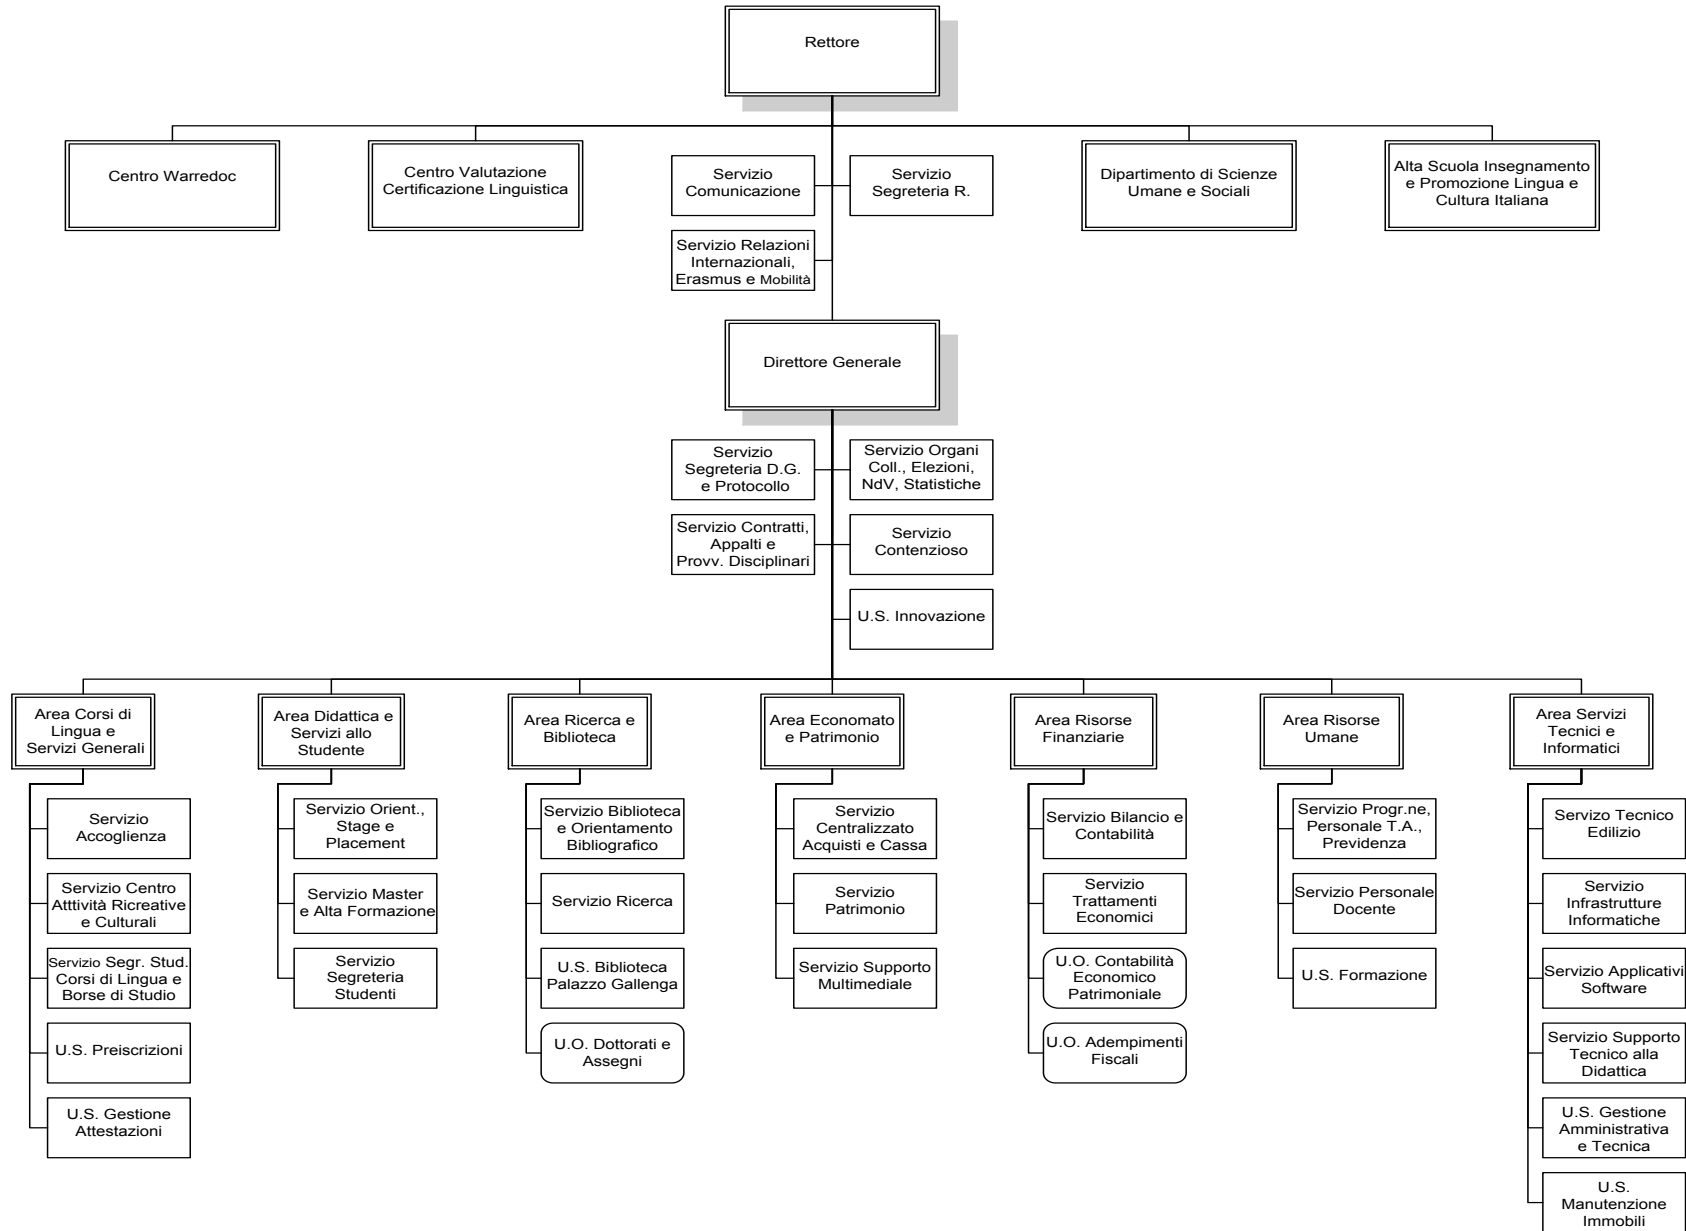 Rettore
Centro Warredoc
Centro Valutazione
Certificazione Linguistica
Servizio
Comunicazione
Servizio
Segreteria R.
Dipartimento di Scienze
Umane e Sociali
Alta Scuola Insegnamento
e Promozione Lingua e
Cultura Italiana
Servizio Relazioni
Internazionali,
Erasmus e Mobilità
Direttore Generale
Servizio
Segreteria D.G.
e Protocollo
Servizio Organi
Coll., Elezioni,
NdV, Statistiche
Servizio Contratti,
Appalti e
Provv. Disciplinari
Servizio
Contenzioso
U.S. Innovazione
Area Corsi di
Lingua e
Servizi Generali
Area Didattica e
Servizi allo
Studente
Area Ricerca e
Biblioteca
Area Economato
e Patrimonio
Area Risorse
Finanziarie
Area Risorse
Umane
Area Servizi
Tecnici e
Informatici
Servizio
Accoglienza
Servizio Centro
Atttività Ricreative
e Culturali
Servizio Segr. Stud.
Corsi di Lingua e
Borse di Studio
U.S. Preiscrizioni
U.S. Gestione
Attestazioni
Servizio Orient.,
Stage e
Placement
Servizio Master
e Alta Formazione
Servizio
Segreteria
Studenti
Servizio Biblioteca
e Orientamento
Bibliografico
Servizio Ricerca
U.S. Biblioteca
Palazzo Gallenga
U.O. Dottorati e
Assegni
Servizio
Centralizzato
Acquisti e Cassa
Servizio
Patrimonio
Servizio Supporto
Multimediale
Servizio Bilancio e
Contabilità
Servizio
Trattamenti
Economici
U.O. Contabilità
Economico
Patrimoniale
U.O. Adempimenti
Fiscali
Servizio Progr.ne,
Personale T.A.,
Previdenza
Servizio Personale
Docente
U.S. Formazione
Servizo Tecnico
Edilizio
Servizio
Infrastrutture
Informatiche
Servizio Applicativi
Software
Servizio Supporto
Tecnico alla
Didattica
U.S. Gestione
Amministrativa
e Tecnica
U.S.
Manutenzione
Immobili